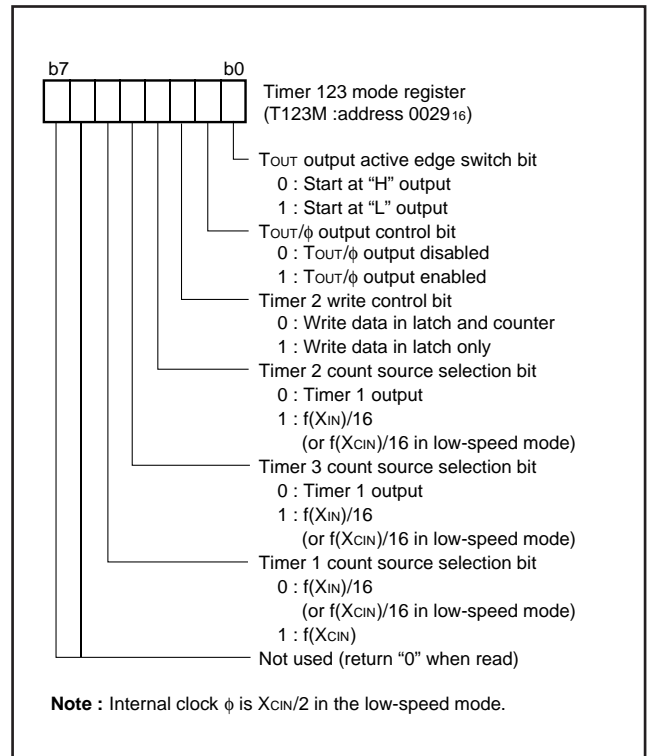 b7 b0
Timer 123 mode register
(T123M :address 002916)
TOUT output active edge switch bit
0 : Start at “H” output
1 : Start at “L” output
TOUT/ϕ output control bit
0 : TOUT/ϕ output disabled
1 : TOUT/ϕ output enabled
Timer 2 write control bit
0 : Write data in latch and counter
1 : Write data in latch only
Timer 2 count source selection bit
0 : Timer 1 output
1 : f(XIN)/16
(or f(XCIN)/16 in low-speed mode)
Timer 3 count source selection bit
0 : Timer 1 output
1 : f(XIN)/16
(or f(XCIN)/16 in low-speed mode)
Timer 1 count source selection bit
0 : f(XIN)/16
(or f(XCIN)/16 in low-speed mode)
1 : f(XCIN)
Not used (return “0” when read)
Note : Internal clock ϕ is XCIN/2 in the low-speed mode.